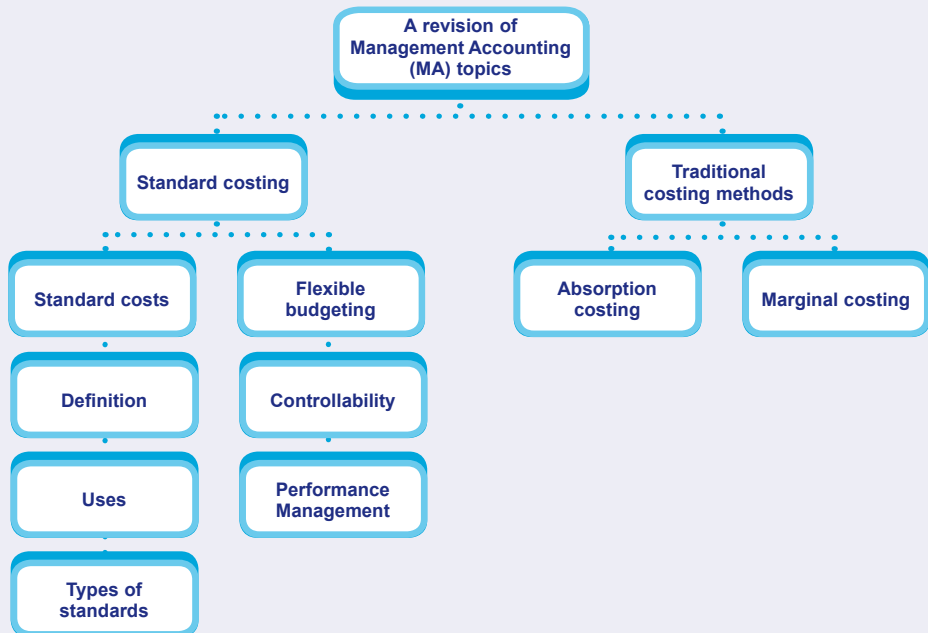 A revision of
Management Accounting
(MA) topics
Standard costing
Traditional
costing methods
Standard costs
Flexible
budgeting
Absorption
costing
Marginal costing
Definition
Controllability
Uses
Performance
Management
Types of
standards